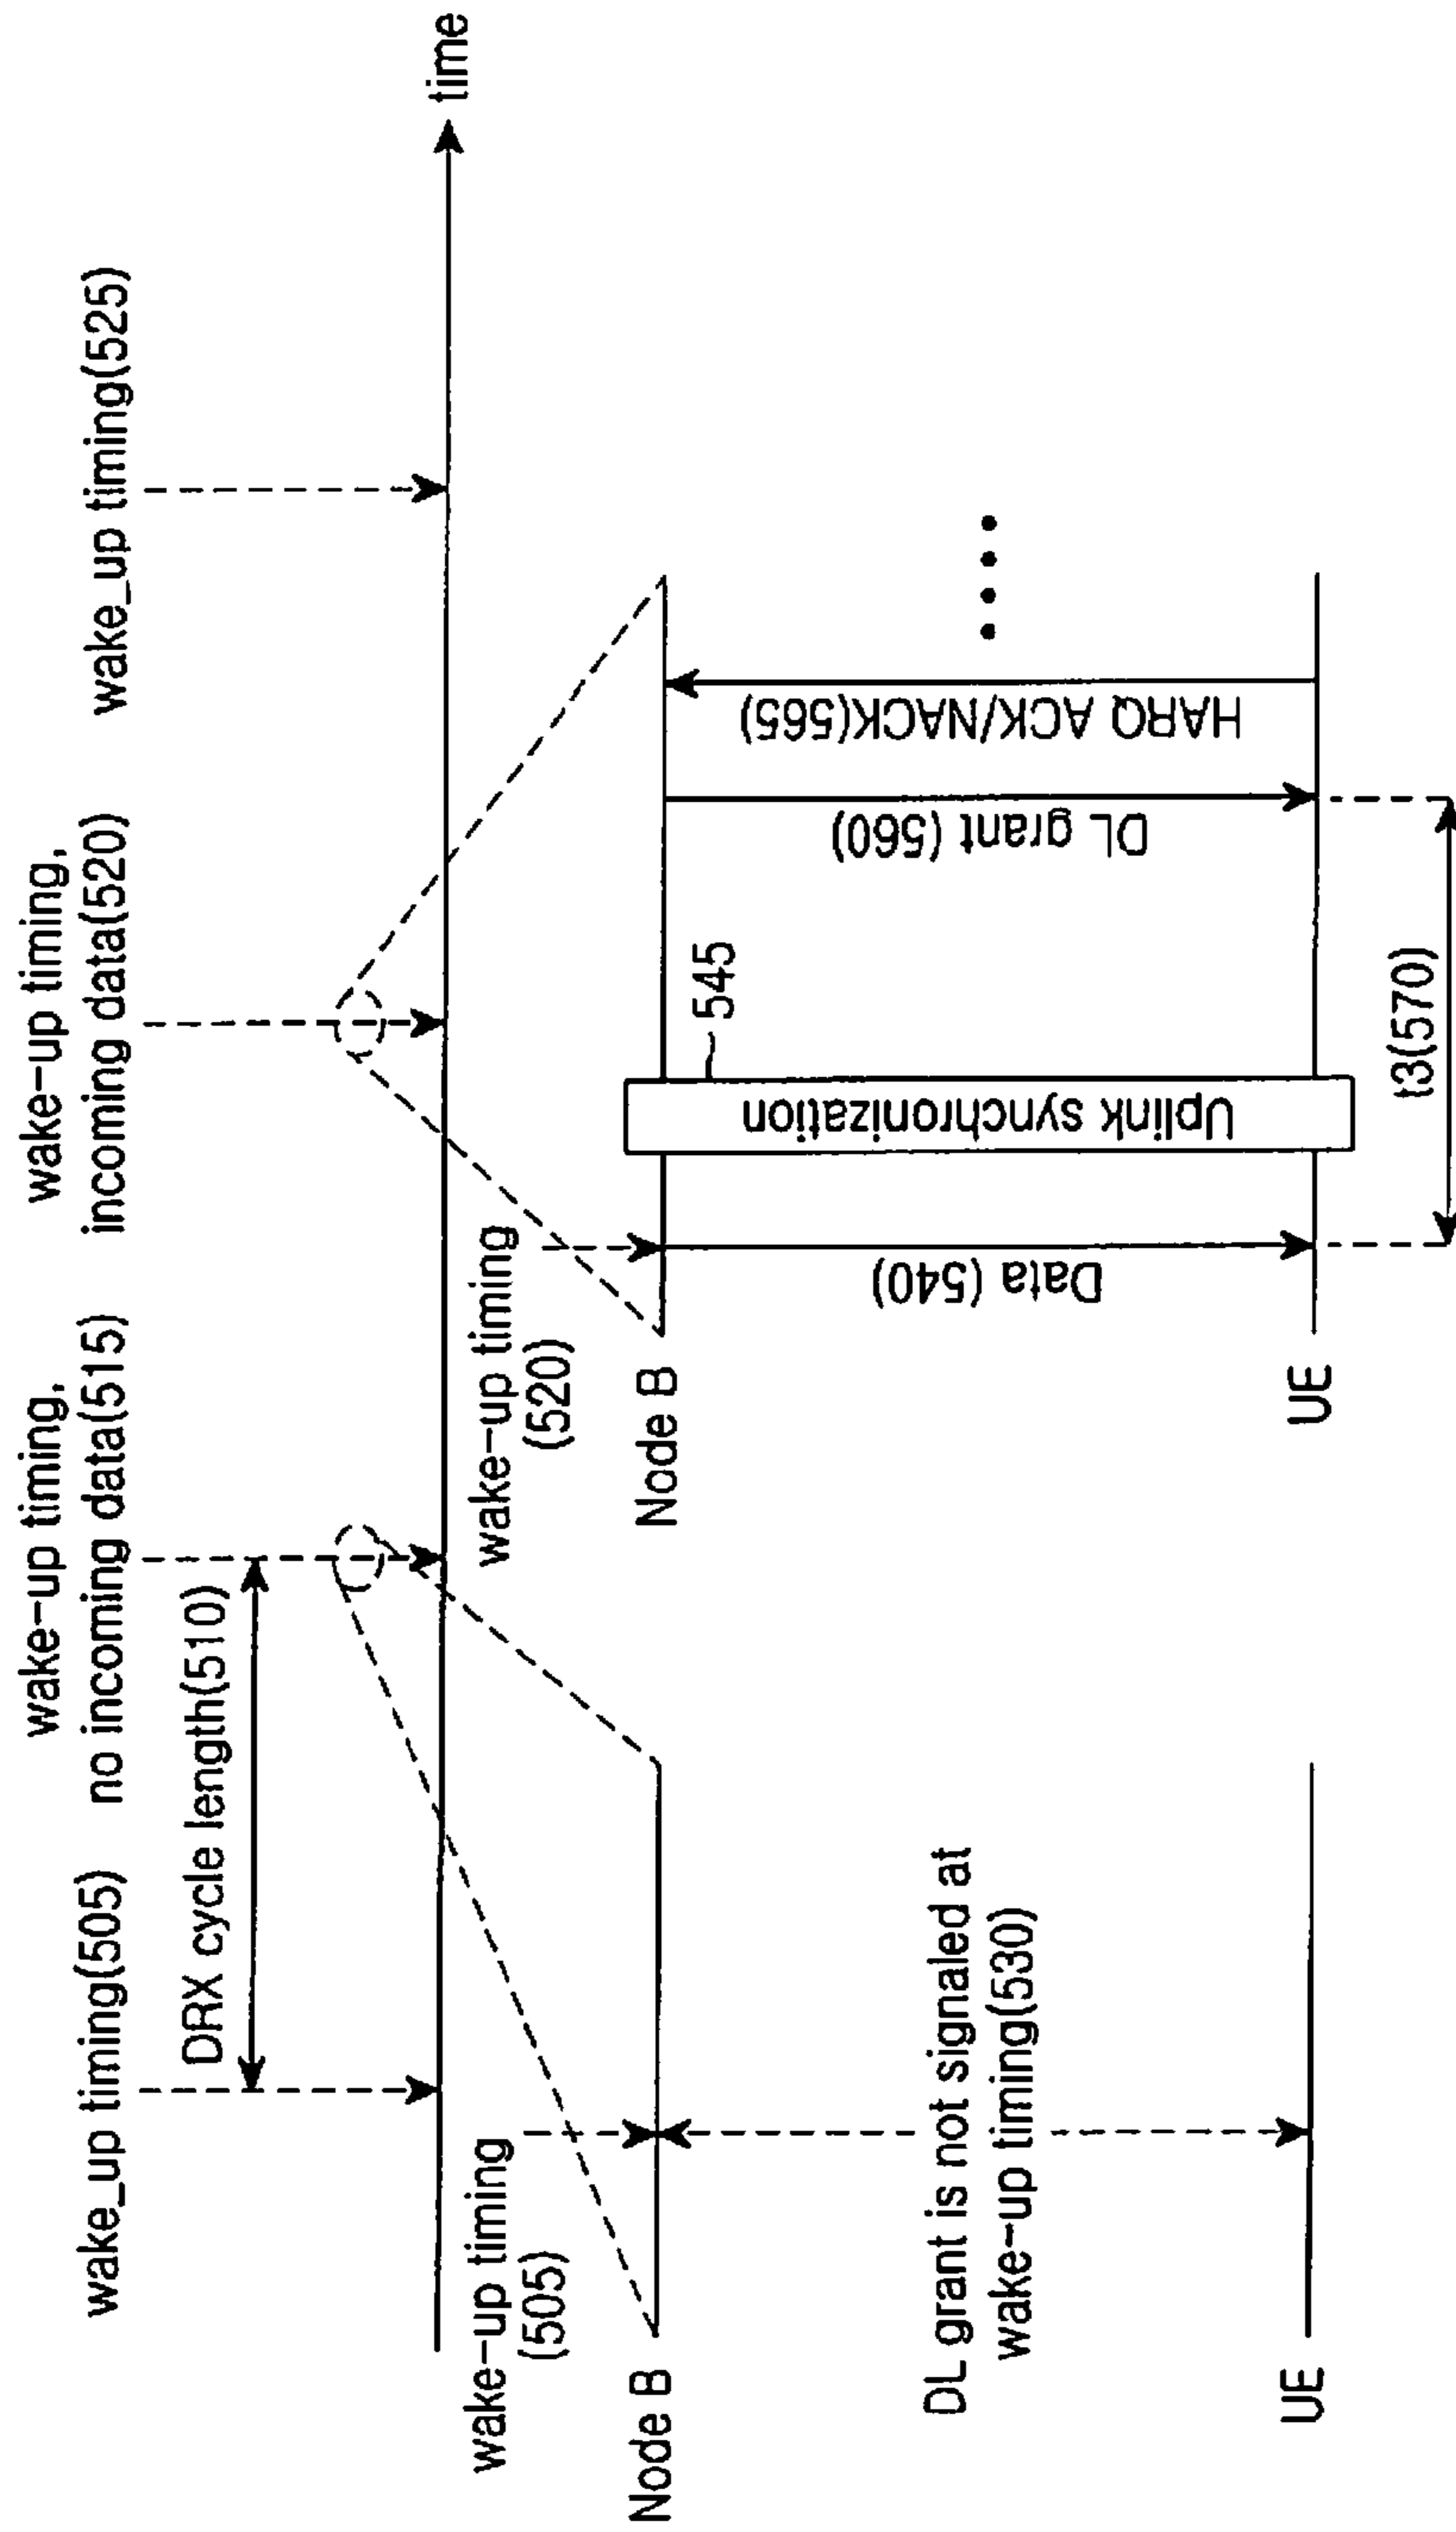 wake_up timing(505)
wake-up timing,
no incoming data(515)
wake-up timing,
incoming data(520)
wake_up timing(525)
DRX cycle length(510)
time
wake-up timing
(505)
Node B
DL grant is not signaled at
wake-up timing(530)
UE
wake-up timing
(520)
Node B
Data (540)
Uplink synchronization
545
DL grant (560)
HARQ ACK/NACK(565)
UE
t3(570)